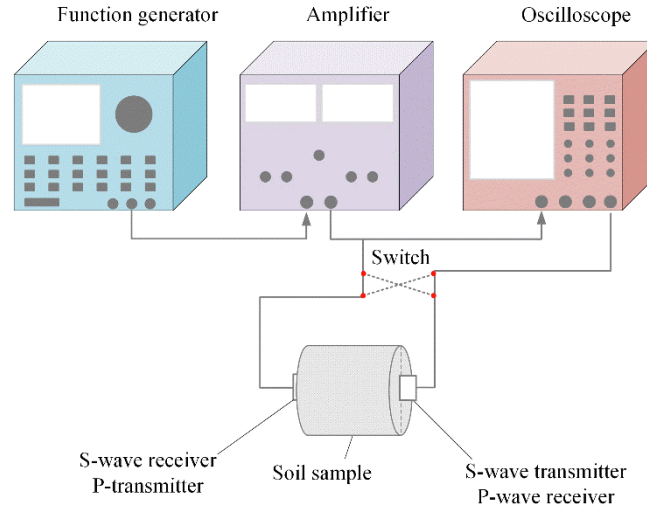 Function generator
Amplifier
Oscilloscope
Switch
S-wave receiver
P-transmitter
Soil sample
S-wave transmitter
P-wave receiver